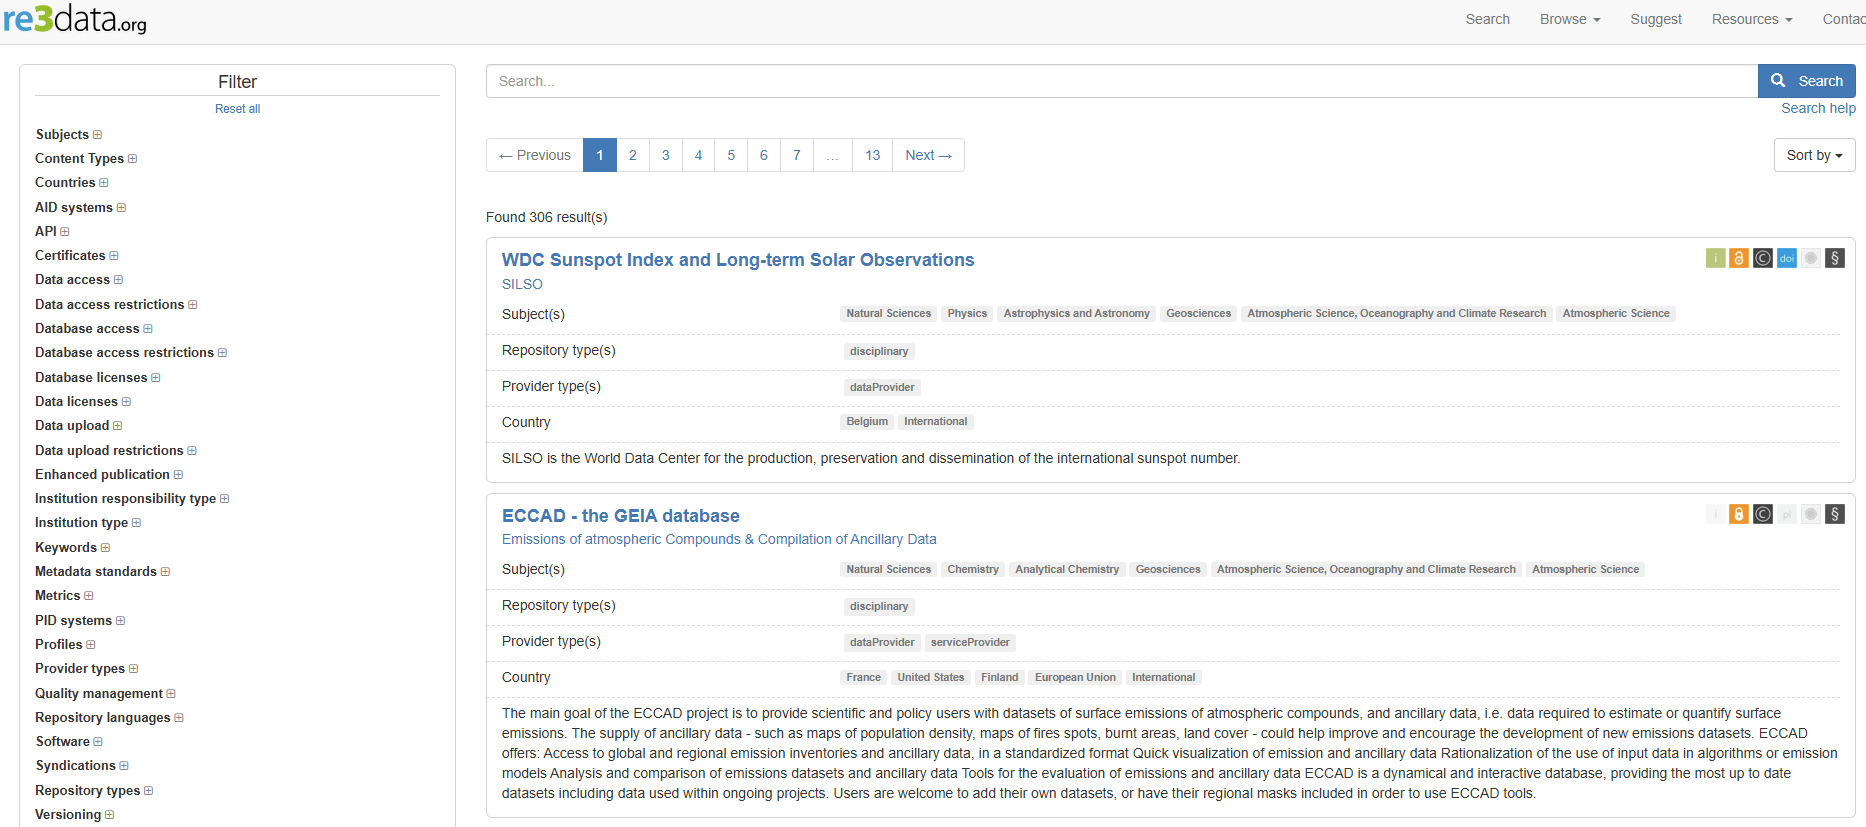 re3data.org
Search Browse Suggest Resources Contac
Filter
Reset all
Subjects
Content Types
Countries
AID systems
API
Certificates
Data access
Data access restrictions
Database access
Database access restrictions
Database licenses
Data licenses
Data upload
Data upload restrictions
Enhanced publication
Institution responsibility type
Institution type
Keywords
Metadata standards
Metrics
PID systems
Profiles
Provider types
Quality management
Repository languages
Software
Syndications
Repository types
Versioning
Search... Search
Search help
← Previous 1 2 3 4 5 6 7 … 13 Next → Sort by
Found 306 result(s)
WDC Sunspot Index and Long-term Solar Observations i © doi §
SILSO
Subject(s) Natural Sciences Physics Astrophysics and Astronomy Geosciences Atmospheric Science, Oceanography and Climate Research Atmospheric Science
Repository type(s) disciplinary
Provider type(s) dataProvider
Country Belgium International
SILSO is the World Data Center for the production, preservation and dissemination of the international sunspot number.
ECCAD - the GEIA database i © pi §
Emissions of atmospheric Compounds & Compilation of Ancillary Data
Subject(s) Natural Sciences Chemistry Analytical Chemistry Geosciences Atmospheric Science, Oceanography and Climate Research Atmospheric Science
Repository type(s) disciplinary
Provider type(s) dataProvider serviceProvider
Country France United States Finland European Union International
The main goal of the ECCAD project is to provide scientific and policy users with datasets of surface emissions of atmospheric compounds, and ancillary data, i.e. data required to estimate or quantify surface
emissions. The supply of ancillary data - such as maps of population density, maps of fires spots, burnt areas, land cover - could help improve and encourage the development of new emissions datasets. ECCAD
offers: Access to global and regional emission inventories and ancillary data, in a standardized format Quick visualization of emission and ancillary data Rationalization of the use of input data in algorithms or emission
models Analysis and comparison of emissions datasets and ancillary data Tools for the evaluation of emissions and ancillary data ECCAD is a dynamical and interactive database, providing the most up to date
datasets including data used within ongoing projects. Users are welcome to add their own datasets, or have their regional masks included in order to use ECCAD tools.